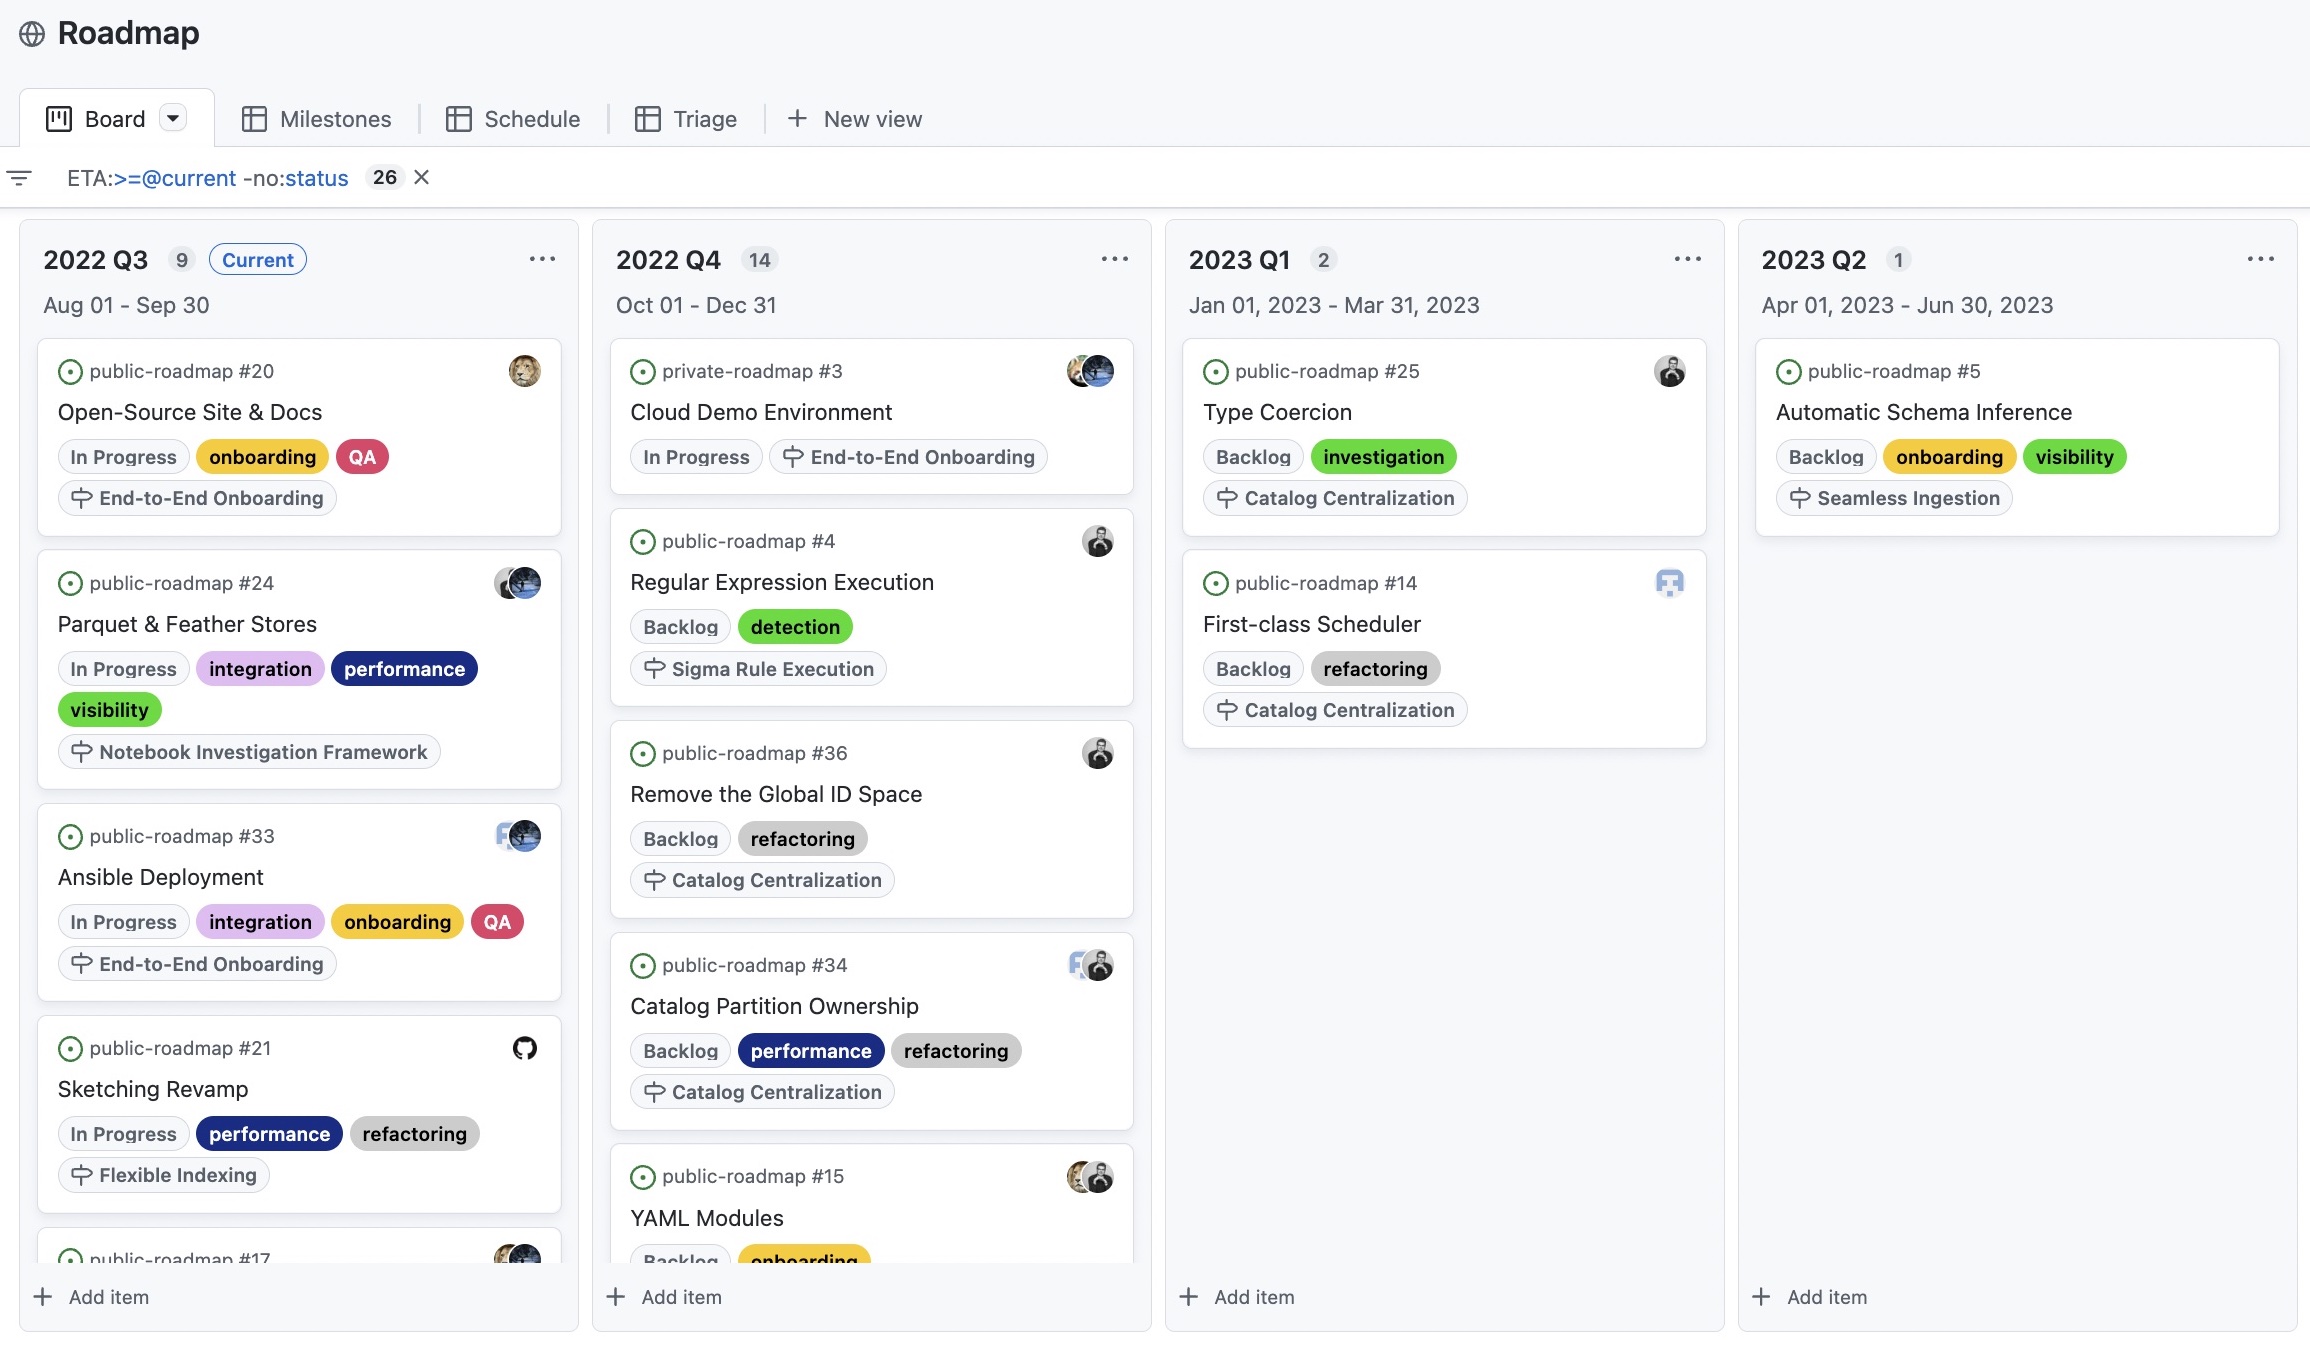 Roadmap
Board
Milestones
Schedule
Triage
New view
ETA:>=@current -no:status 26
2022 Q3 9 Current
Aug 01 - Sep 30
public-roadmap #20
Open-Source Site & Docs
In Progress onboarding QA
End-to-End Onboarding
public-roadmap #24
Parquet & Feather Stores
In Progress integration performance
visibility
Notebook Investigation Framework
public-roadmap #33
Ansible Deployment
In Progress integration onboarding QA
End-to-End Onboarding
public-roadmap #21
Sketching Revamp
In Progress performance refactoring
Flexible Indexing
public-roadmap #17
Add item
2022 Q4 14
Oct 01 - Dec 31
private-roadmap #3
Cloud Demo Environment
In Progress End-to-End Onboarding
public-roadmap #4
Regular Expression Execution
Backlog detection
Sigma Rule Execution
public-roadmap #36
Remove the Global ID Space
Backlog refactoring
Catalog Centralization
public-roadmap #34
Catalog Partition Ownership
Backlog performance refactoring
Catalog Centralization
public-roadmap #15
YAML Modules
Backlog onboarding
Add item
2023 Q1 2
Jan 01, 2023 - Mar 31, 2023
public-roadmap #25
Type Coercion
Backlog investigation
Catalog Centralization
public-roadmap #14
First-class Scheduler
Backlog refactoring
Catalog Centralization
Add item
2023 Q2 1
Apr 01, 2023 - Jun 30, 2023
public-roadmap #5
Automatic Schema Inference
Backlog onboarding visibility
Seamless Ingestion
Add item